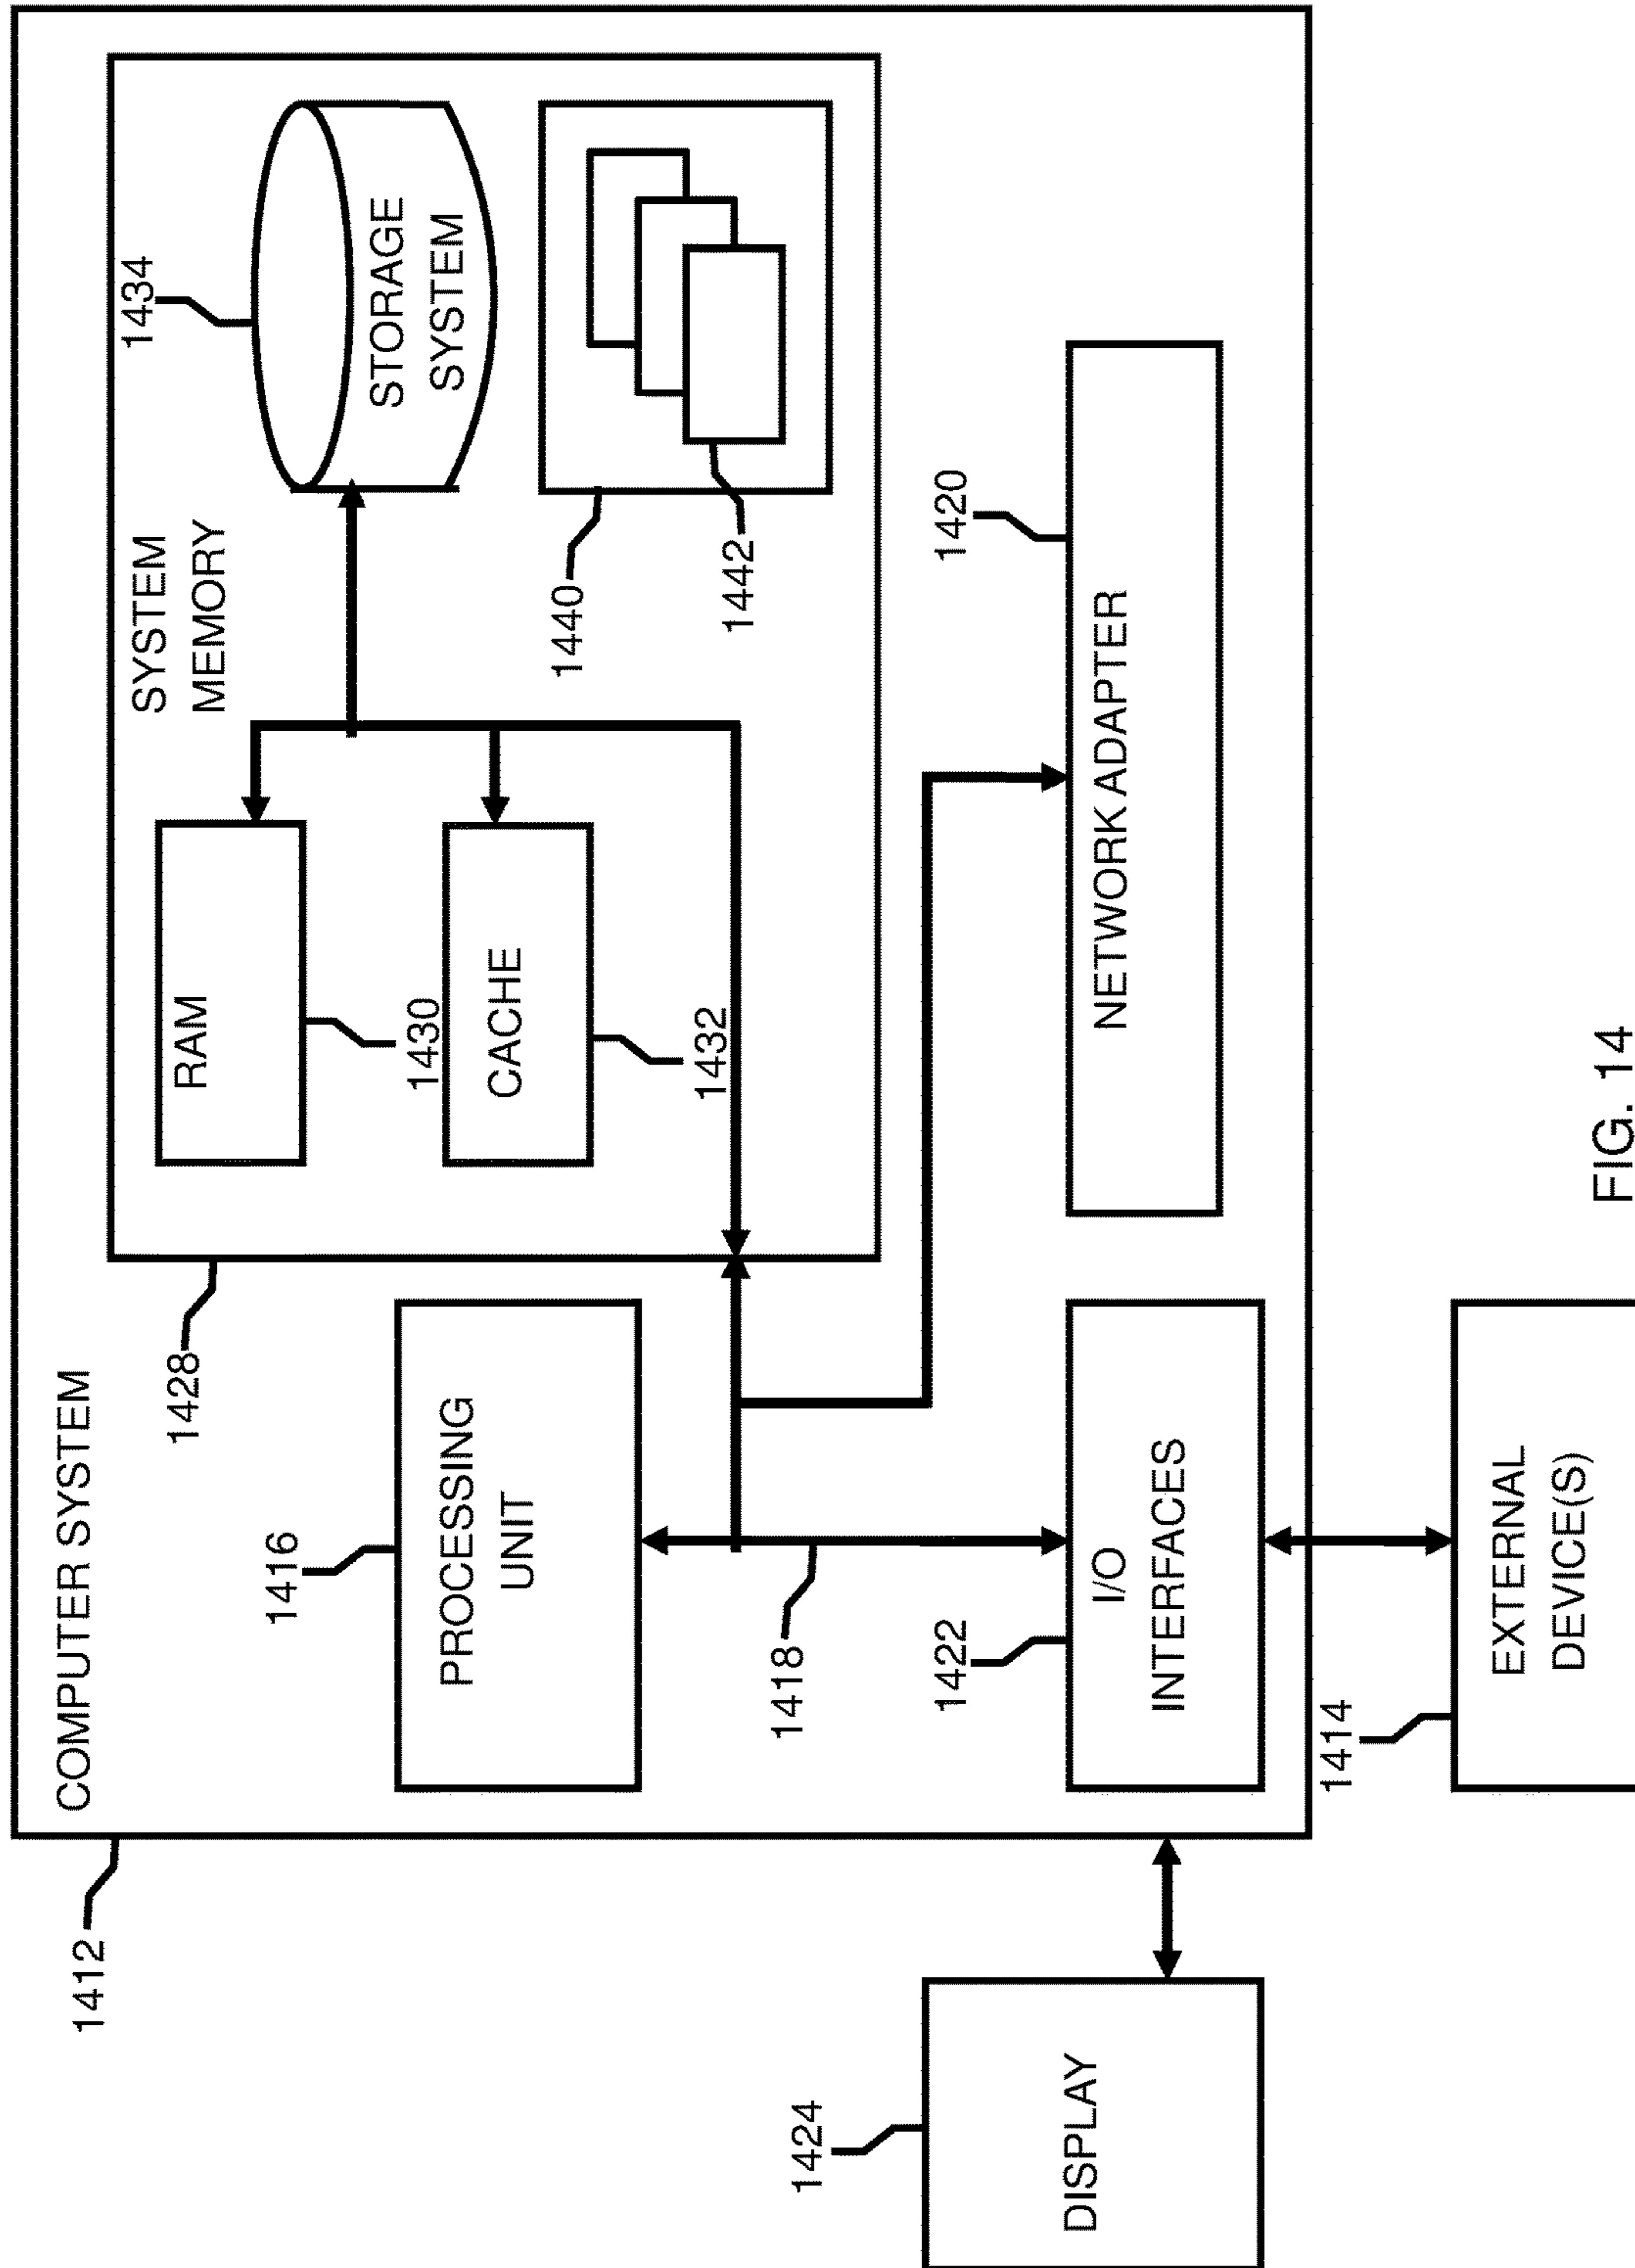 COMPUTER SYSTEM
1412
1428
SYSTEM
MEMORY
1434
RAM
STORAGE
SYSTEM
1416
1430
PROCESSING
UNIT
CACHE
1440
1432
1442
1418
1424
1422
1420
DISPLAY
I/O
INTERFACES
NETWORK ADAPTER
1414
EXTERNAL
DEVICE(S)
FIG. 14